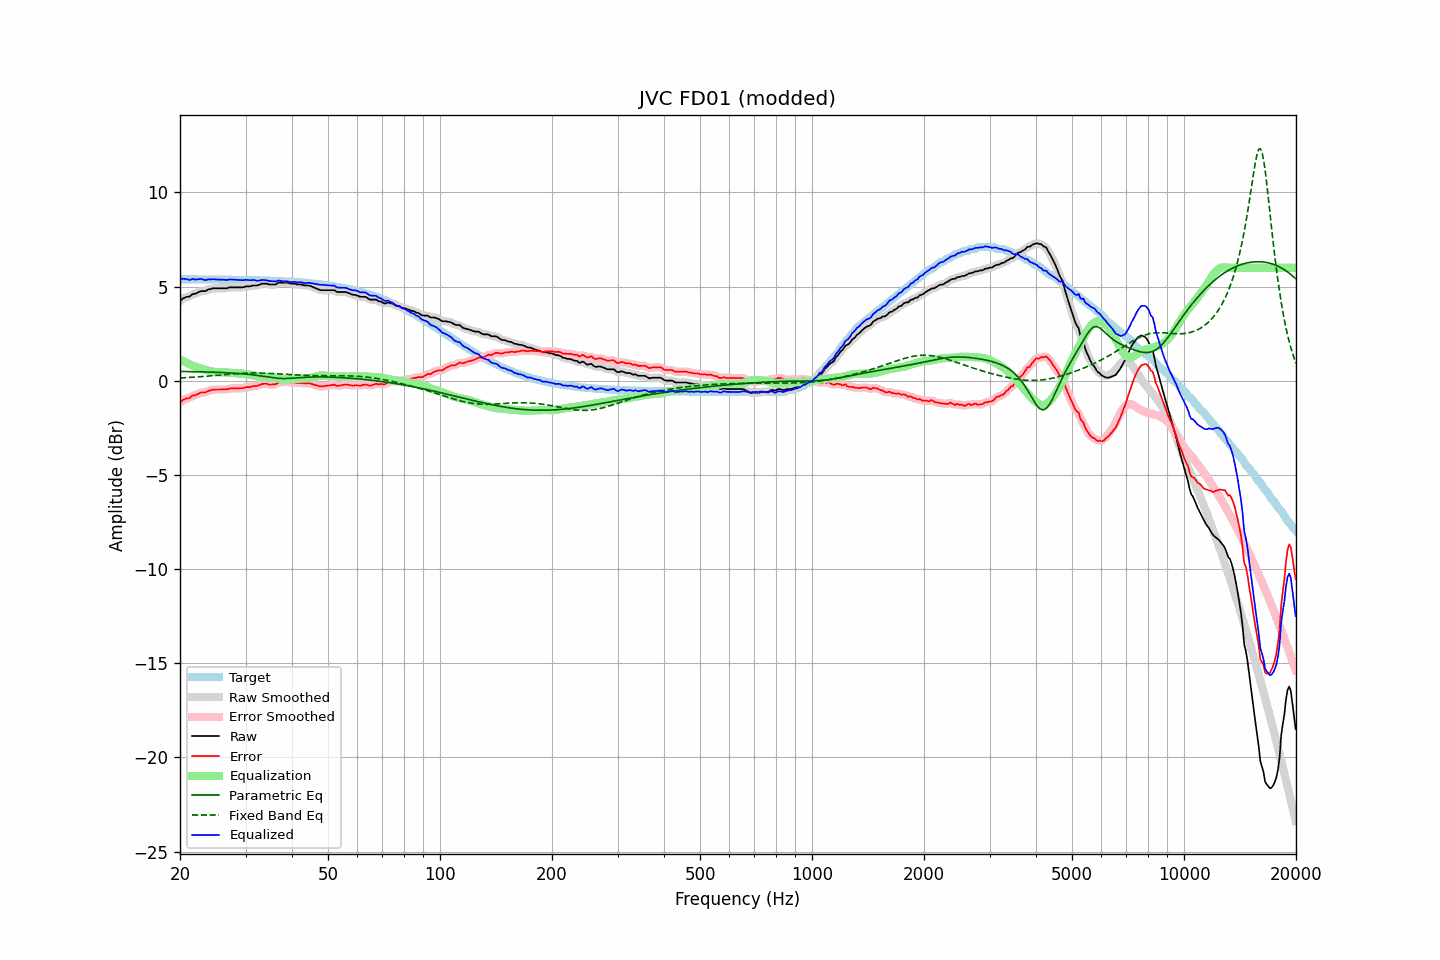 JVC FD01 (modded)
10
5
0
−5
−10
−15
−20
−25
Amplitude (dBr)
Target
Raw Smoothed
Error Smoothed
Raw
Error
Equalization
Parametric Eq
Fixed Band Eq
Equalized
20 50 100 200 500 1000 2000 5000 10000 20000
Frequency (Hz)